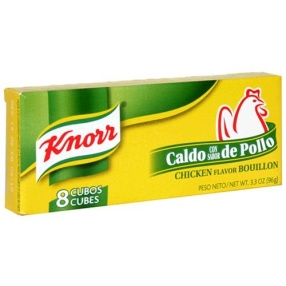 Knorr
8 CUBOS
CUBES
Caldo CON SABOR de Pollo
CHICKEN FLAVOR BOUILLON
PESO NETO/NET WT. 3.3 OZ (96g)